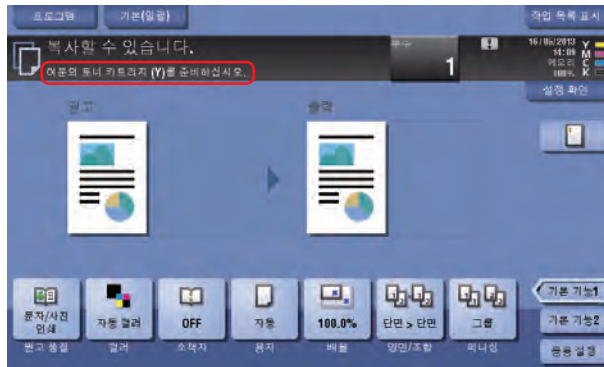 프로그램
기본(일괄)
작업 목록 표시
복사할 수 있습니다.
부수
1
16/05/2013
14:09
메모리
100%
Y
M
C
K
여분의 토너 카트리지 (Y)를 준비하십시오.
설정 확인
원고
출력
문자/사진
인쇄
자동 컬러
OFF
자동
100.0%
단면 > 단면
그룹
원고 품질
컬러
소책자
용지
배율
양면/조합
피니싱
기본 기능1
기본 기능2
응용 설정